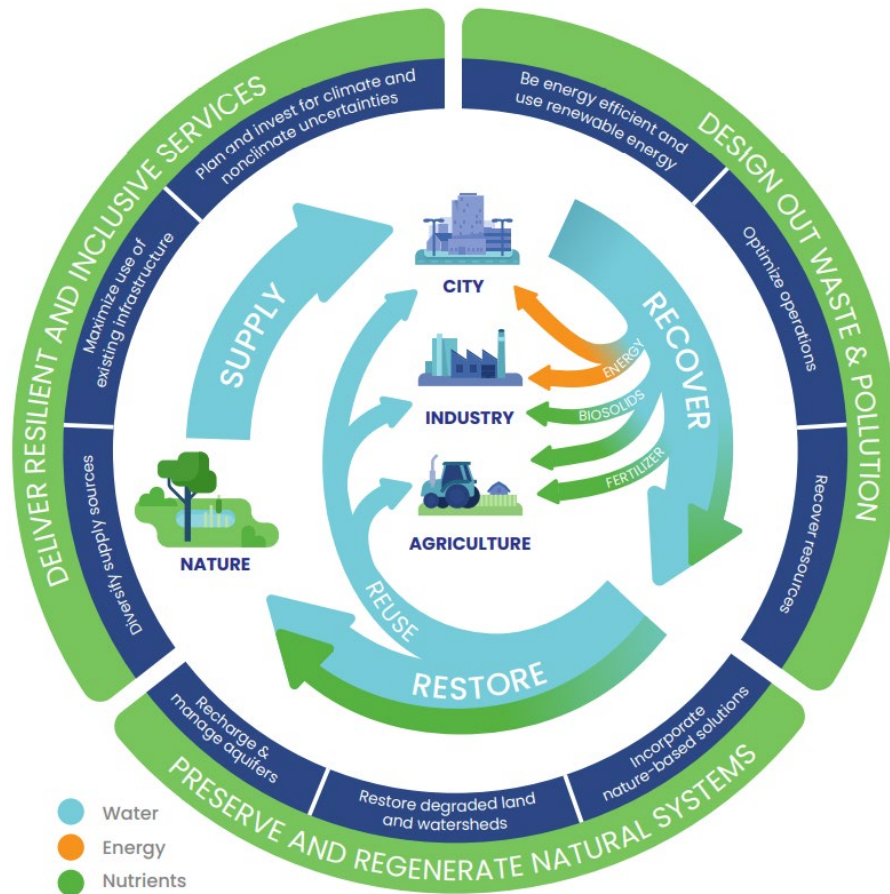 DELIVER RESILIENT AND INCLUSIVE SERVICES
Plan and invest for climate and
nonclimate uncertainties
Maximize use of
existing infrastructure
Diversify supply sources
DESIGN OUT WASTE & POLLUTION
Be energy efficient and
use renewable energy
Optimize operations
Recover resources
PRESERVE AND REGENERATE NATURAL SYSTEMS
Incorporate
nature-based solutions
Restore degraded land
and watersheds
Recharge &
manage aquifers
SUPPLY
CITY
RECOVER
ENERGY
INDUSTRY
BIOSOLIDS
FERTILIZER
AGRICULTURE
NATURE
REUSE
RESTORE
Water
Energy
Nutrients